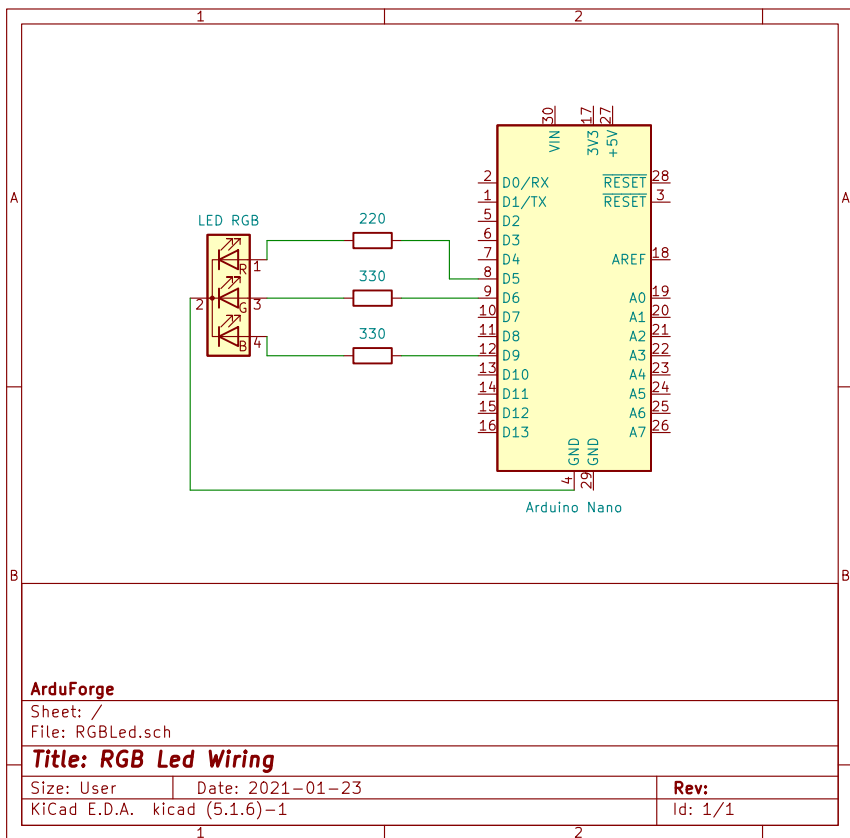 1 2
30 17 27
VIN 3V3 +5V
2 D0/RX RESET 28
1 D1/TX RESET 3
5 D2
6 D3
7 D4 AREF 18
8 D5
9 D6 A0 19
10 D7 A1 20
11 D8 A2 21
12 D9 A3 22
13 D10 A4 23
14 D11 A5 24
15 D12 A6 25
16 D13 A7 26
GND GND
4 29
Arduino Nano
LED RGB
R 1
2 G 3
B 4
220
330
330
A A
B B
ArduForge
Sheet: /
File: RGBLed.sch
Title: RGB Led Wiring
Size: User Date: 2021-01-23 Rev:
KiCad E.D.A. kicad (5.1.6)-1 Id: 1/1
1 2